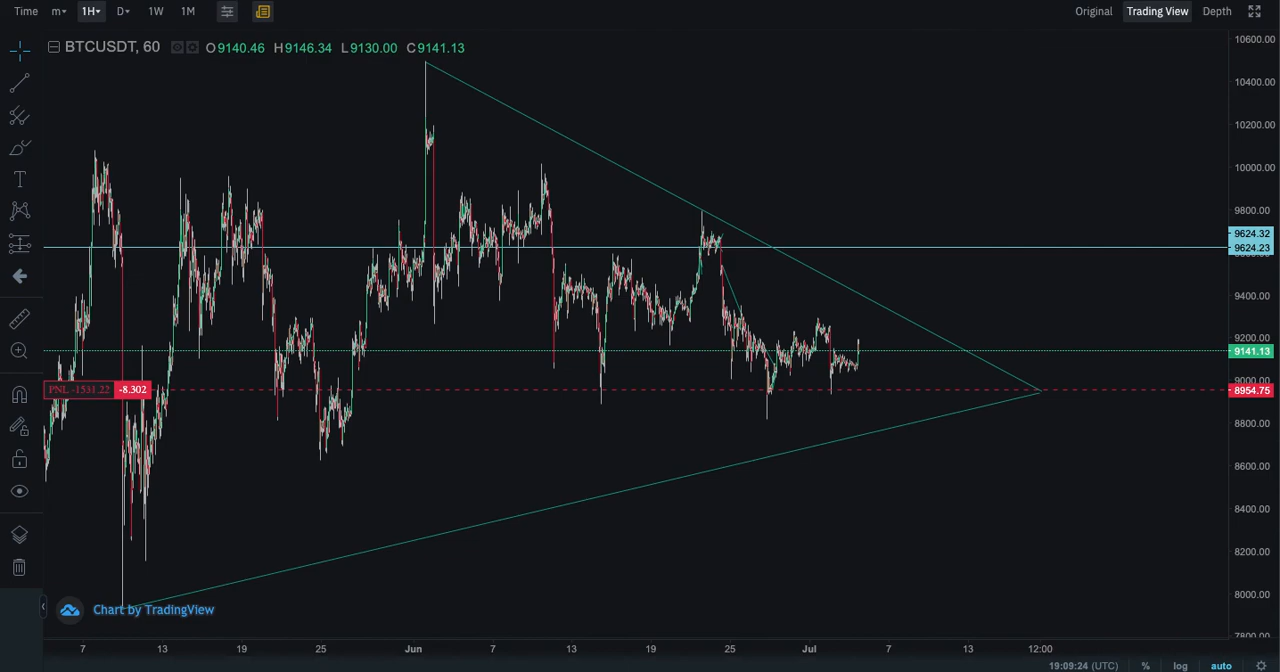 Time m 1H D 1W 1M Original Trading View Depth
BTCUSDT, 60 O9140.46 H9146.34 L9130.00 C9141.13
10600.00
10400.00
10200.00
10000.00
9800.00
9624.32
9624.23
9400.00
9200.00
9141.13
9000.00
PNL -1531.22 -8.302 8954.75
8800.00
8600.00
8400.00
8200.00
8000.00
Chart by TradingView
7800.00
7 13 19 25 Jun 7 13 19 25 Jul 7 13 12:00
19:09:24 (UTC) % log auto